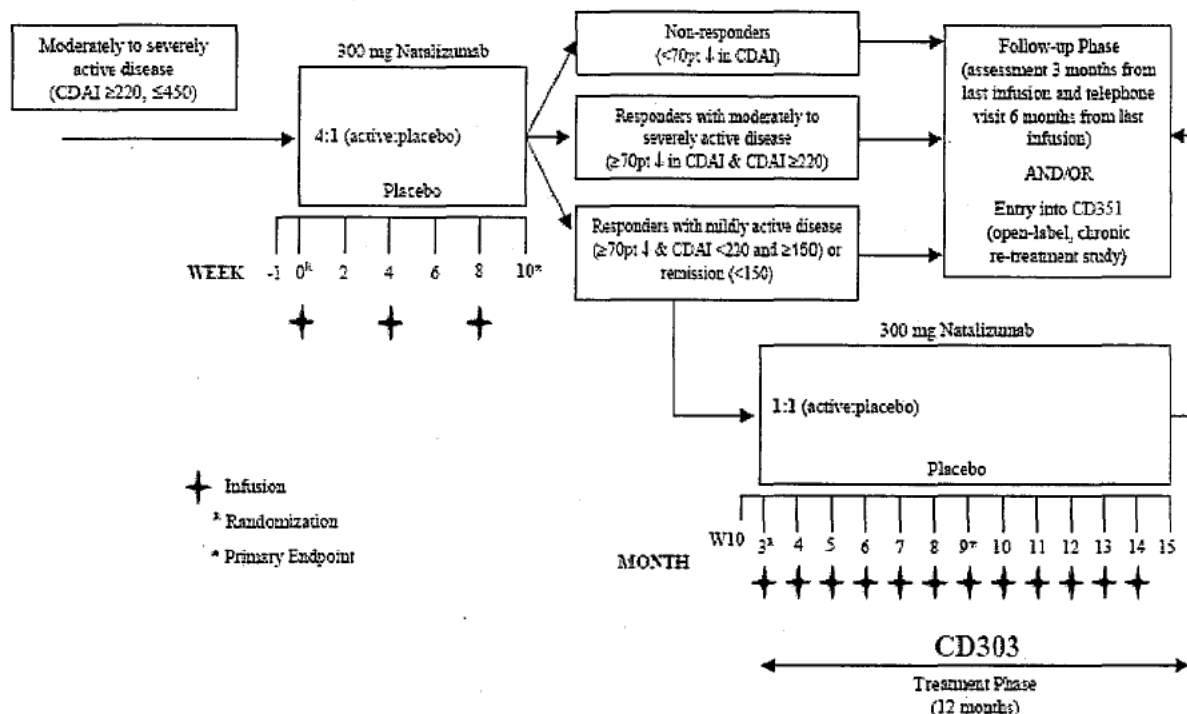 Moderately to severely
active disease
(CDAI ≥220, ≤450)
300 mg Natalizumab
4:1 (active:placebo)
Placebo
WEEK -1 0ᴿ 2 4 6 8 10*
Non-responders
(<70pt ↓ in CDAI)
Responders with moderately to
severely active disease
(≥70pt ↓ in CDAI & CDAI ≥220)
Responders with mildly active disease
(≥70pt ↓ & CDAI <220 and ≥150) or
remission (<150)
Follow-up Phase
(assessment 3 months from
last infusion and telephone
visit 6 months from last
infusion)
AND/OR
Entry into CD351
(open-label, chronic
re-treatment study)
300 mg Natalizumab
1:1 (active:placebo)
Placebo
Infusion
ᴿ Randomization
* Primary Endpoint
W10 3ᴿ 4 5 6 7 8 9* 10 11 12 13 14 15
MONTH
CD303
Treatment Phase
(12 months)